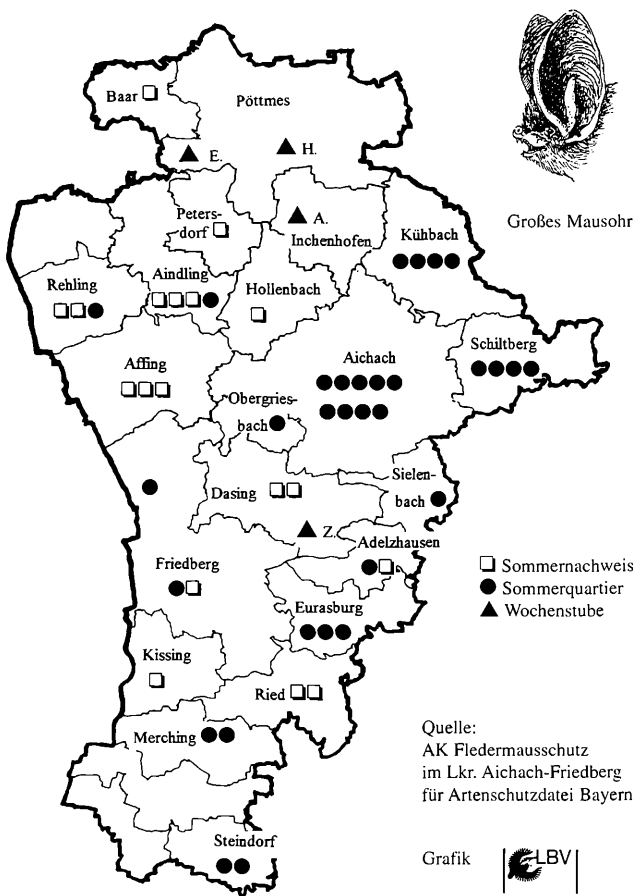 Baar
Pöttmes
E.
H.
Großes Mausohr
Peters-
dorf
A.
Inchenhofen
Kühbach
Rehling
Aindling
Hollenbach
Schiltberg
Affing
Aichach
Obergries-
bach
Sielen-
bach
Dasing
Z.
Adelzhausen
Friedberg
Sommernachweis
Sommerquartier
Wochenstube
Eurasburg
Kissing
Ried
Merching
Quelle:
AK Fledermausschutz
im Lkr. Aichach-Friedberg
für Artenschutzdatei Bayern
Steindorf
Grafik
LBV